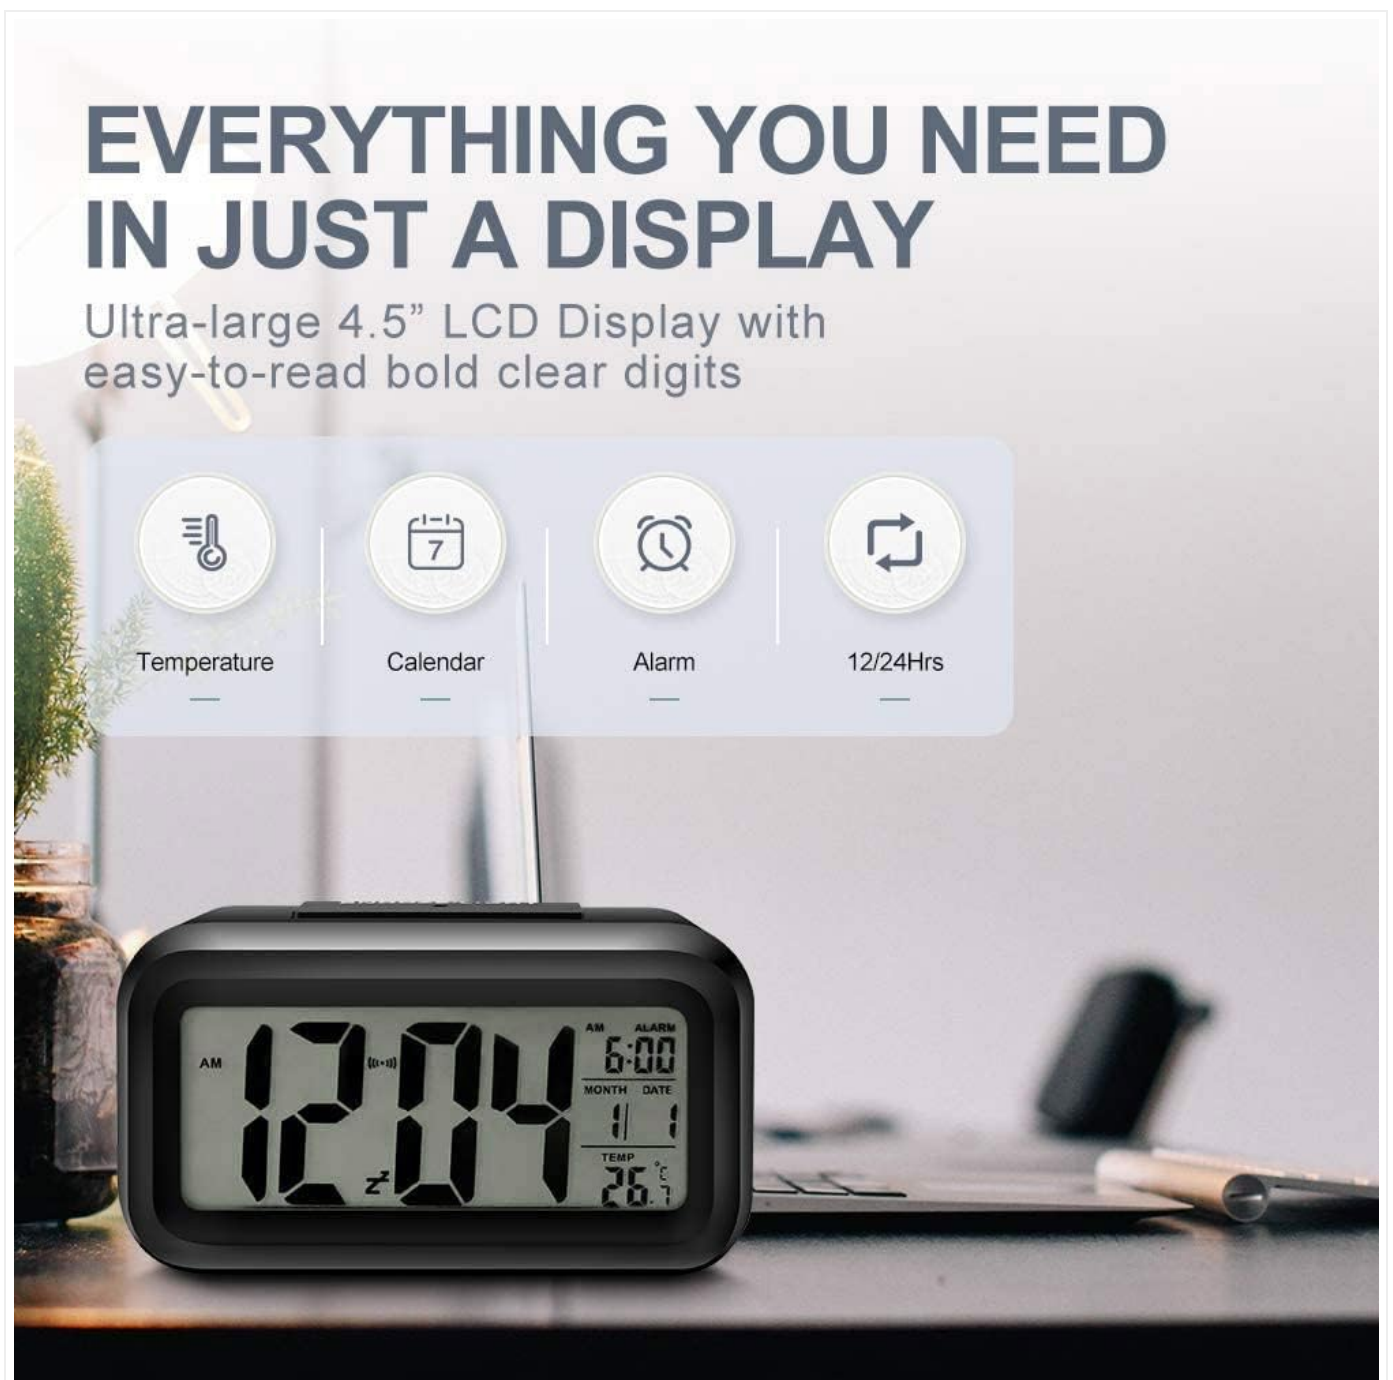 EVERYTHING YOU NEED
IN JUST A DISPLAY
Ultra-large 4.5” LCD Display with
easy-to-read bold clear digits
7
Temperature
Calendar
Alarm
12/24Hrs
AM
12:04
AM ALARM
6:00
MONTH DATE
1 1
TEMP
26.7 °C
zz